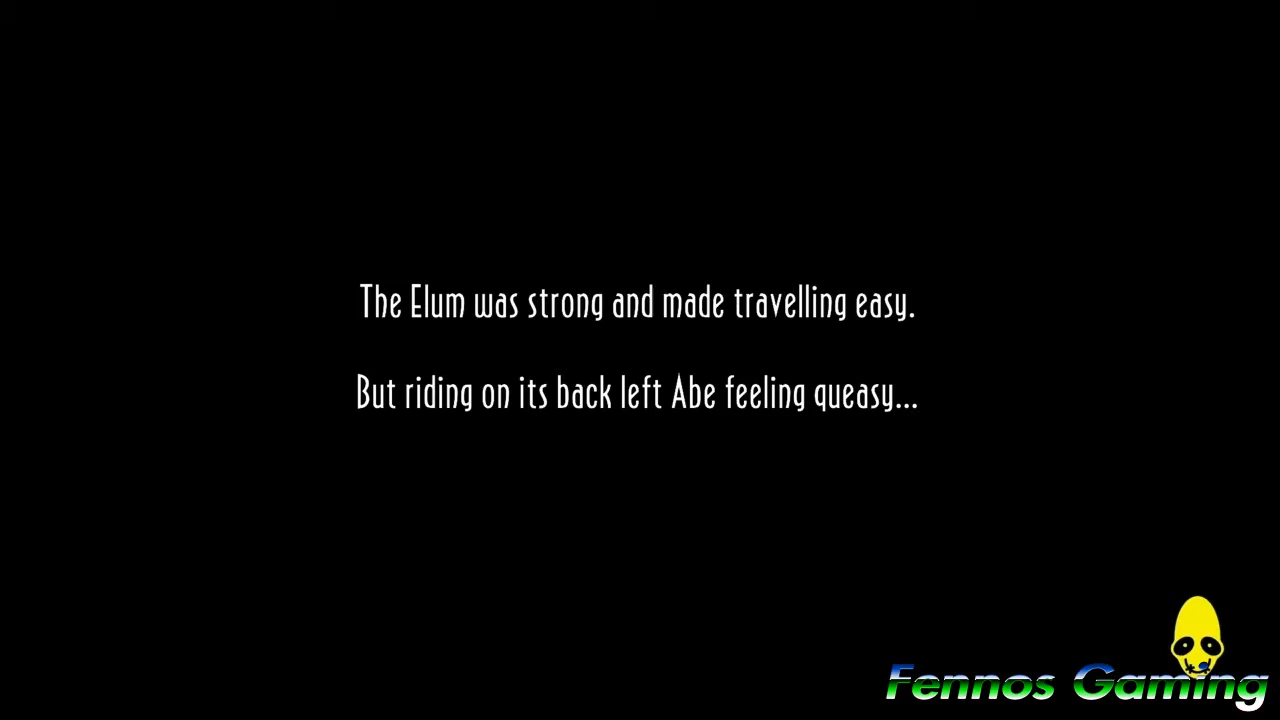 The Elum was strong and made travelling easy.
But riding on its back left Abe feeling queasy...
Fennos Gaming